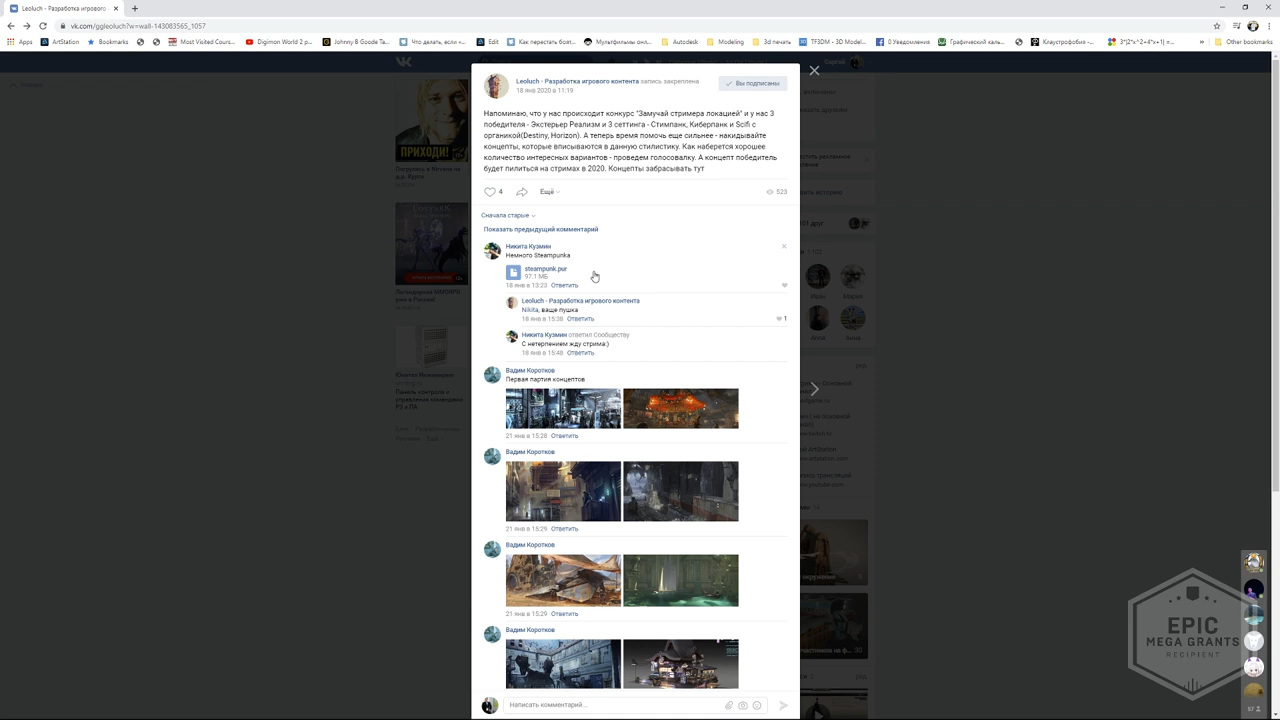 Leoluch - Разработка игрового
vk.com/ggleoluch?w=wall-143083565_1057
Apps ArtStation Bookmarks Most Visited Cours... Digimon World 2 p... Johnny B Goode Ta... Что делать, если «... Edit Как перестать боят... Мультфильмы онл... Autodesk Modeling 3д печать TF3DM - 3D Model... 0 Уведомления Графический каль... Клаустрофобия -... 3*2*x^2+4*x+1) п... » Other bookmarks
Leoluch - Разработка игрового контента запись закреплена
18 янв 2020 в 11:19
Вы подписаны
Напоминаю, что у нас происходит конкурс "Замучай стримера локацией" и у нас 3
победителя - Экстерьер Реализм и 3 сеттинга - Стимпанк, Киберпанк и Scifi с
органикой(Destiny, Horizon). А теперь время помочь еще сильнее - накидывайте
концепты, которые вписываются в данную стилистику. Как наберется хорошее
количество интересных вариантов - проведем голосовалку. А концепт победитель
будет пилиться на стримах в 2020. Концепты забрасывать тут
4 Ещё 523
Сначала старые
Показать предыдущий комментарий
Никита Кузмин
Немного Steampunkа
steampunk.pur
97.1 МБ
18 янв в 13:23 Ответить
Leoluch - Разработка игрового контента
Nikita, ваще пушка
18 янв в 15:38 Ответить 1
Никита Кузмин ответил Сообществу
С нетерпением жду стрима:)
18 янв в 15:48 Ответить
Вадим Коротков
Первая партия концептов
21 янв в 15:28 Ответить
Вадим Коротков
21 янв в 15:29 Ответить
Вадим Коротков
21 янв в 15:29 Ответить
Вадим Коротков
Написать комментарий...
ПРИХОДИ!
EPIC
MEGA GRANTS
RECIPIENT
57